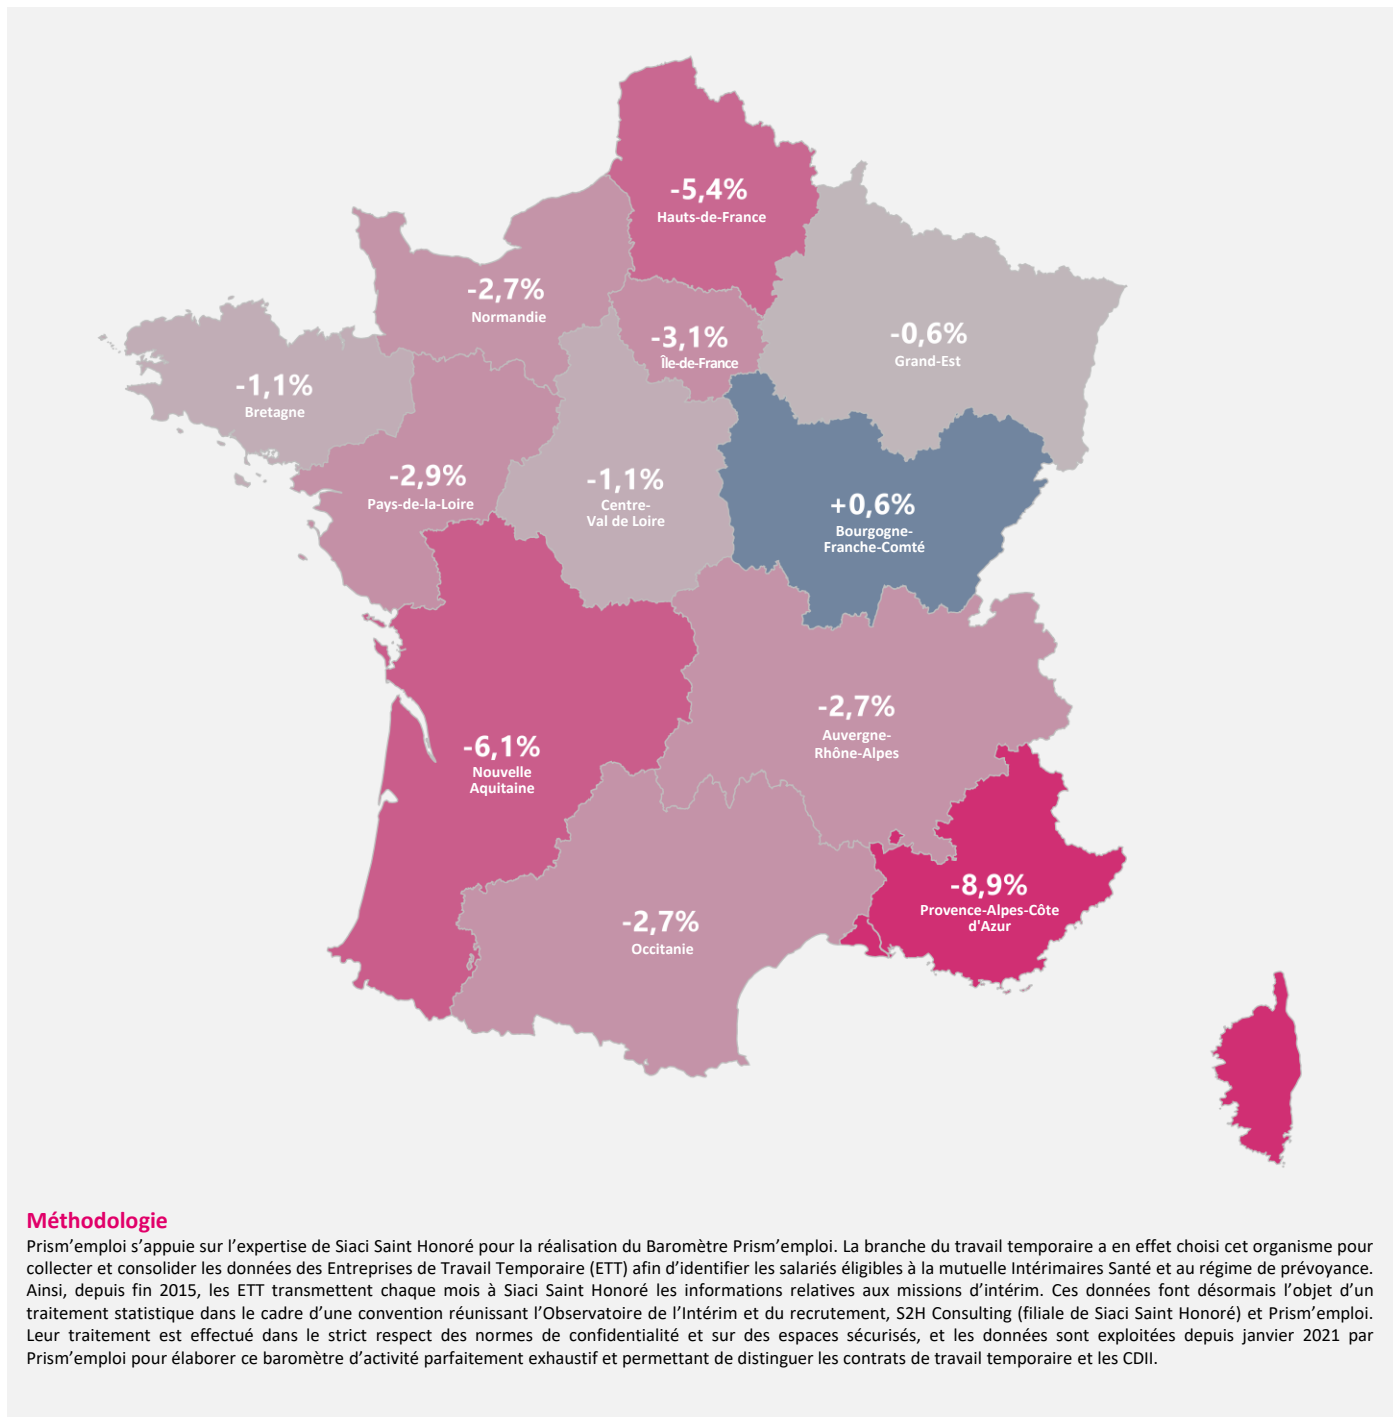 -5,4%
Hauts-de-France
-2,7%
Normandie
-3,1%
Île-de-France
-0,6%
Grand-Est
-1,1%
Bretagne
-2,9%
Pays-de-la-Loire
-1,1%
Centre-
Val de Loire
+0,6%
Bourgogne-
Franche-Comté
-2,7%
Auvergne-
Rhône-Alpes
-6,1%
Nouvelle
Aquitaine
-8,9%
Provence-Alpes-Côte
d'Azur
-2,7%
Occitanie
Méthodologie
Prism’emploi s’appuie sur l’expertise de Siaci Saint Honoré pour la réalisation du Baromètre Prism’emploi. La branche du travail temporaire a en effet choisi cet organisme pour
collecter et consolider les données des Entreprises de Travail Temporaire (ETT) afin d’identifier les salariés éligibles à la mutuelle Intérimaires Santé et au régime de prévoyance.
Ainsi, depuis fin 2015, les ETT transmettent chaque mois à Siaci Saint Honoré les informations relatives aux missions d’intérim. Ces données font désormais l’objet d’un
traitement statistique dans le cadre d’une convention réunissant l’Observatoire de l’Intérim et du recrutement, S2H Consulting (filiale de Siaci Saint Honoré) et Prism’emploi.
Leur traitement est effectué dans le strict respect des normes de confidentialité et sur des espaces sécurisés, et les données sont exploitées depuis janvier 2021 par
Prism’emploi pour élaborer ce baromètre d’activité parfaitement exhaustif et permettant de distinguer les contrats de travail temporaire et les CDII.